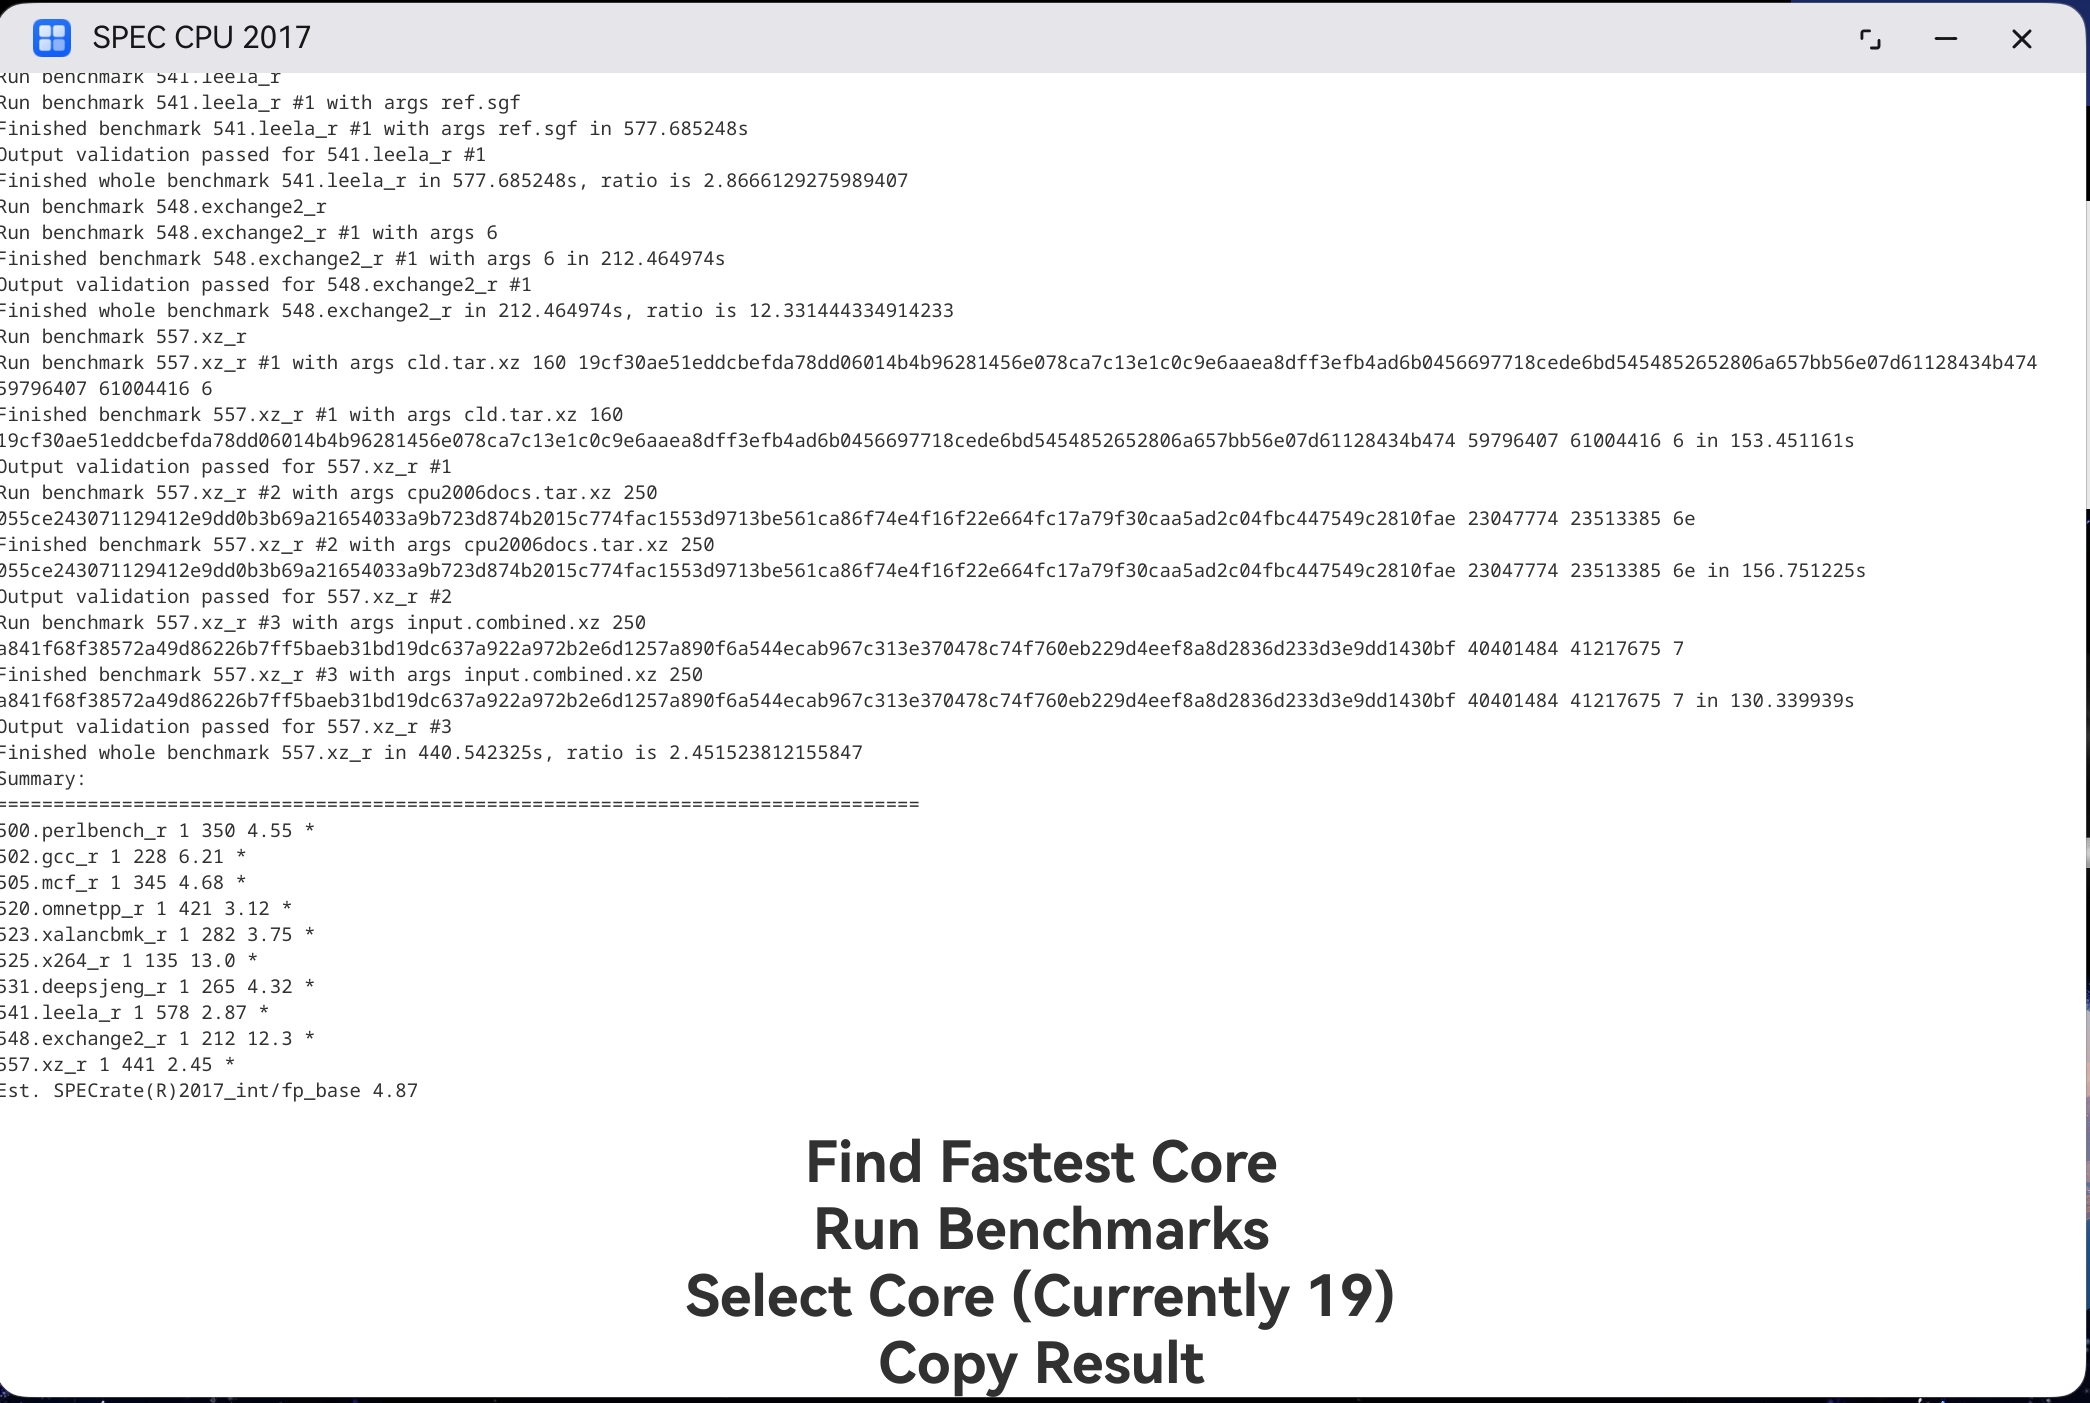 SPEC CPU 2017
Run benchmark 541.leela_r
Run benchmark 541.leela_r #1 with args ref.sgf
Finished benchmark 541.leela_r #1 with args ref.sgf in 577.685248s
Output validation passed for 541.leela_r #1
Finished whole benchmark 541.leela_r in 577.685248s, ratio is 2.8666129275989407
Run benchmark 548.exchange2_r
Run benchmark 548.exchange2_r #1 with args 6
Finished benchmark 548.exchange2_r #1 with args 6 in 212.464974s
Output validation passed for 548.exchange2_r #1
Finished whole benchmark 548.exchange2_r in 212.464974s, ratio is 12.331444334914233
Run benchmark 557.xz_r
Run benchmark 557.xz_r #1 with args cld.tar.xz 160 19cf30ae51eddcbefda78dd06014b4b96281456e078ca7c13e1c0c9e6aaea8dff3efb4ad6b0456697718cede6bd5454852652806a657bb56e07d61128434b474
59796407 61004416 6
Finished benchmark 557.xz_r #1 with args cld.tar.xz 160
19cf30ae51eddcbefda78dd06014b4b96281456e078ca7c13e1c0c9e6aaea8dff3efb4ad6b0456697718cede6bd5454852652806a657bb56e07d61128434b474 59796407 61004416 6 in 153.451161s
Output validation passed for 557.xz_r #1
Run benchmark 557.xz_r #2 with args cpu2006docs.tar.xz 250
055ce243071129412e9dd0b3b69a21654033a9b723d874b2015c774fac1553d9713be561ca86f74e4f16f22e664fc17a79f30caa5ad2c04fbc447549c2810fae 23047774 23513385 6e
Finished benchmark 557.xz_r #2 with args cpu2006docs.tar.xz 250
055ce243071129412e9dd0b3b69a21654033a9b723d874b2015c774fac1553d9713be561ca86f74e4f16f22e664fc17a79f30caa5ad2c04fbc447549c2810fae 23047774 23513385 6e in 156.751225s
Output validation passed for 557.xz_r #2
Run benchmark 557.xz_r #3 with args input.combined.xz 250
a841f68f38572a49d86226b7ff5baeb31bd19dc637a922a972b2e6d1257a890f6a544ecab967c313e370478c74f760eb229d4eef8a8d2836d233d3e9dd1430bf 40401484 41217675 7
Finished benchmark 557.xz_r #3 with args input.combined.xz 250
a841f68f38572a49d86226b7ff5baeb31bd19dc637a922a972b2e6d1257a890f6a544ecab967c313e370478c74f760eb229d4eef8a8d2836d233d3e9dd1430bf 40401484 41217675 7 in 130.339939s
Output validation passed for 557.xz_r #3
Finished whole benchmark 557.xz_r in 440.542325s, ratio is 2.451523812155847
Summary:
=================================================================================
500.perlbench_r 1 350 4.55 *
502.gcc_r 1 228 6.21 *
505.mcf_r 1 345 4.68 *
520.omnetpp_r 1 421 3.12 *
523.xalancbmk_r 1 282 3.75 *
525.x264_r 1 135 13.0 *
531.deepsjeng_r 1 265 4.32 *
541.leela_r 1 578 2.87 *
548.exchange2_r 1 212 12.3 *
557.xz_r 1 441 2.45 *
Est. SPECrate(R)2017_int/fp_base 4.87
Find Fastest Core
Run Benchmarks
Select Core (Currently 19)
Copy Result